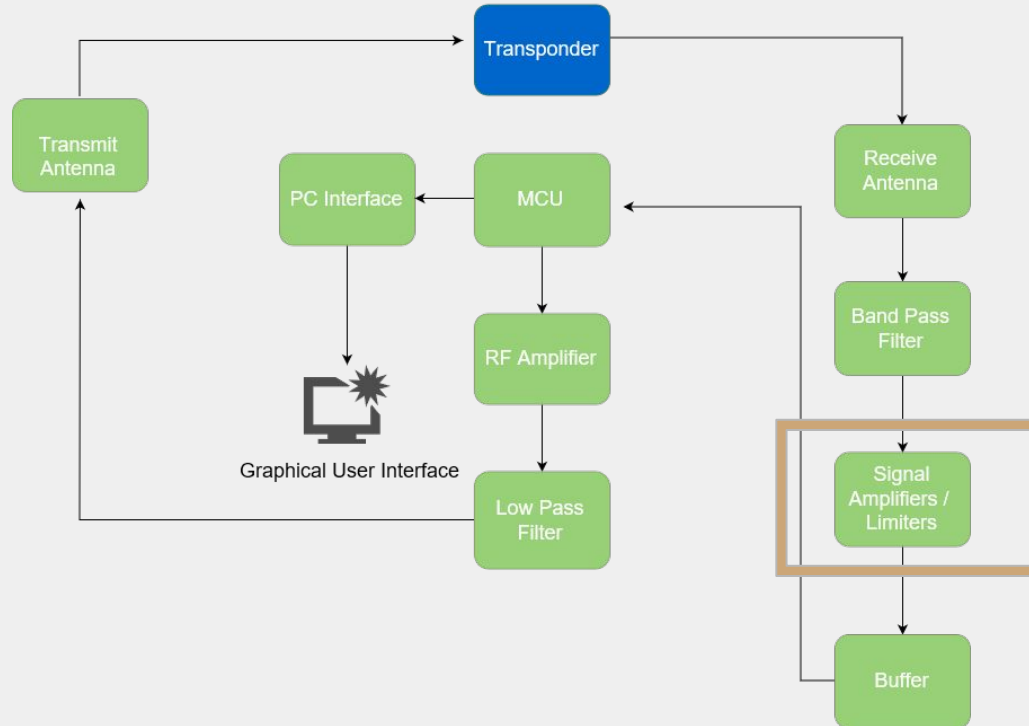 Transponder
Transmit
Antenna
PC Interface
MCU
Receive
Antenna
RF Amplifier
Band Pass
Filter
Graphical User Interface
Low Pass
Filter
Signal
Amplifiers /
Limiters
Buffer